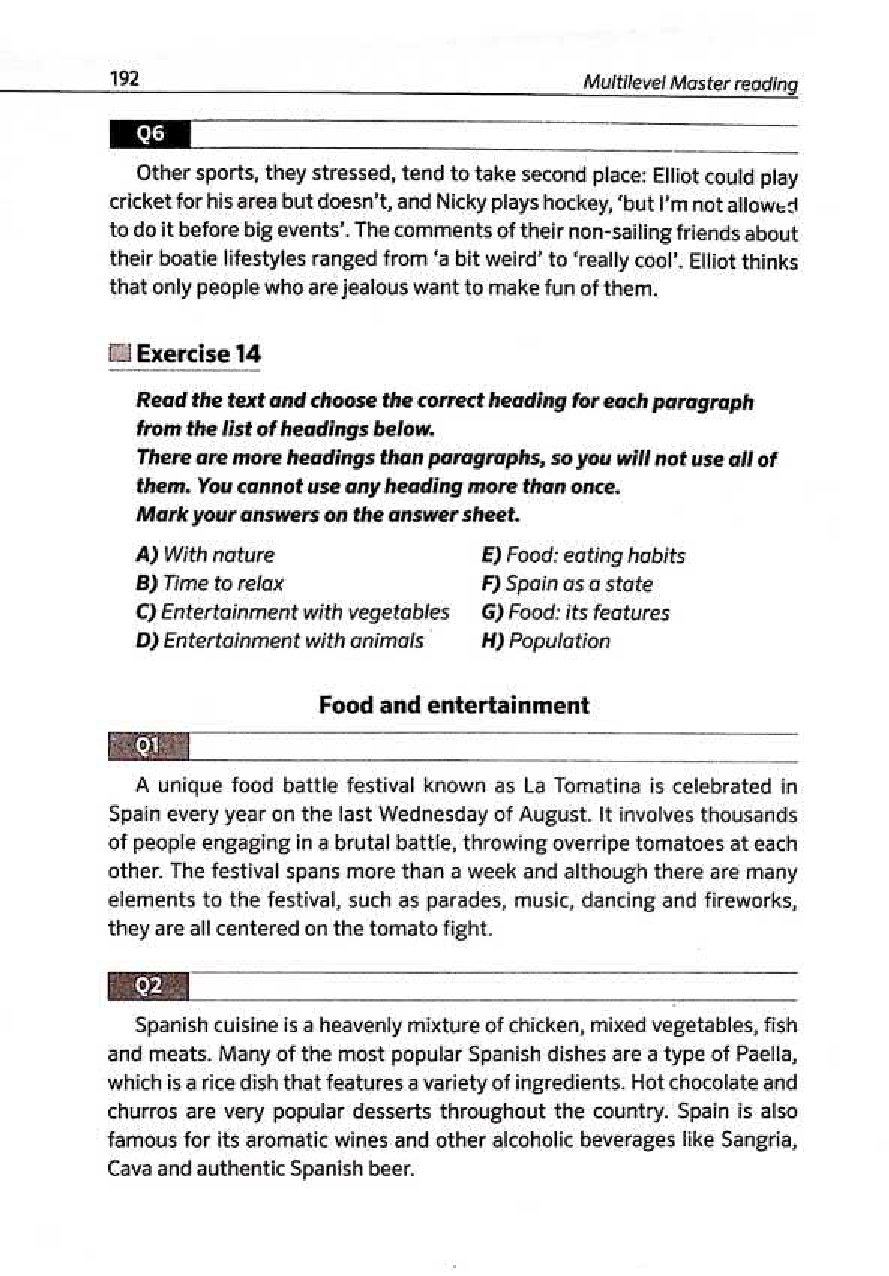 192
Multilevel Master reading
Q6
Other sports, they stressed, tend to take second place: Elliot could play
cricket for his area but doesn't, and Nicky plays hockey, 'but I'm not allowed
to do it before big events'. The comments of their non-sailing friends about
their boatie lifestyles ranged from 'a bit weird' to 'really cool'. Elliot thinks
that only people who are jealous want to make fun of them.
Exercise 14
Read the text and choose the correct heading for each paragraph
from the list of headings below.
There are more headings than paragraphs, so you will not use all of
them. You cannot use any heading more than once.
Mark your answers on the answer sheet.
A) With nature
B) Time to relax
C) Entertainment with vegetables
D) Entertainment with animals
E) Food: eating habits
F) Spain as a state
G) Food: its features
H) Population
Food and entertainment
Q1
A unique food battle festival known as La Tomatina is celebrated in
Spain every year on the last Wednesday of August. It involves thousands
of people engaging in a brutal battle, throwing overripe tomatoes at each
other. The festival spans more than a week and although there are many
elements to the festival, such as parades, music, dancing and fireworks,
they are all centered on the tomato fight.
Q2
Spanish cuisine is a heavenly mixture of chicken, mixed vegetables, fish
and meats. Many of the most popular Spanish dishes are a type of Paella,
which is a rice dish that features a variety of ingredients. Hot chocolate and
churros are very popular desserts throughout the country. Spain is also
famous for its aromatic wines and other alcoholic beverages like Sangria,
Cava and authentic Spanish beer.